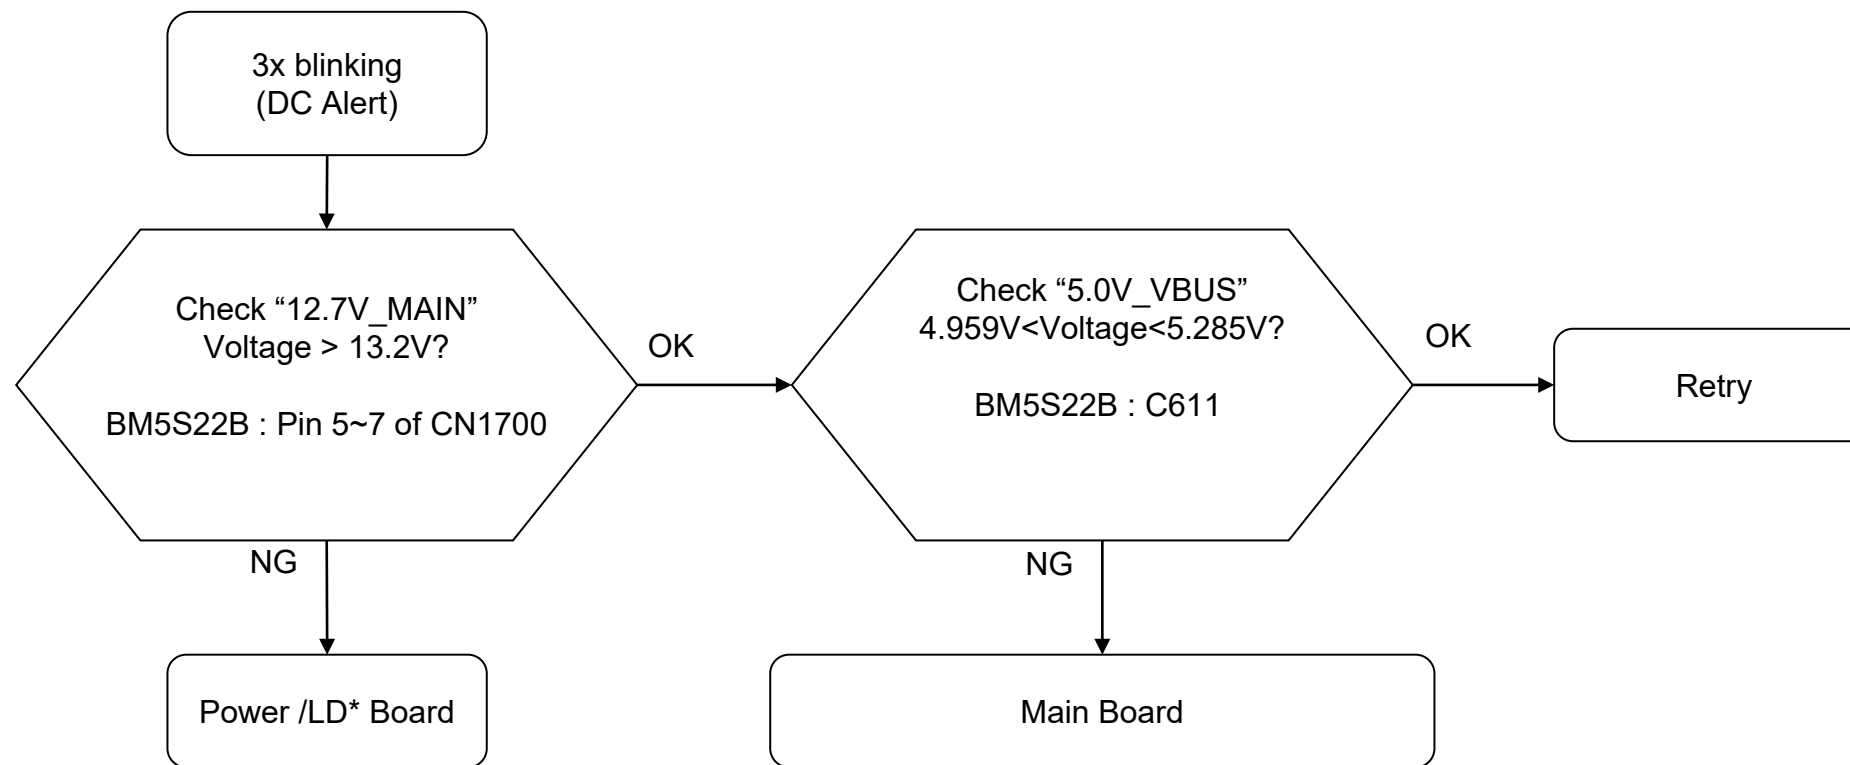 3x blinking
(DC Alert)
Check “12.7V_MAIN”
Voltage > 13.2V?
BM5S22B : Pin 5~7 of CN1700
OK
Check “5.0V_VBUS”
4.959V<Voltage<5.285V?
BM5S22B : C611
OK
Retry
NG
NG
Power /LD* Board
Main Board